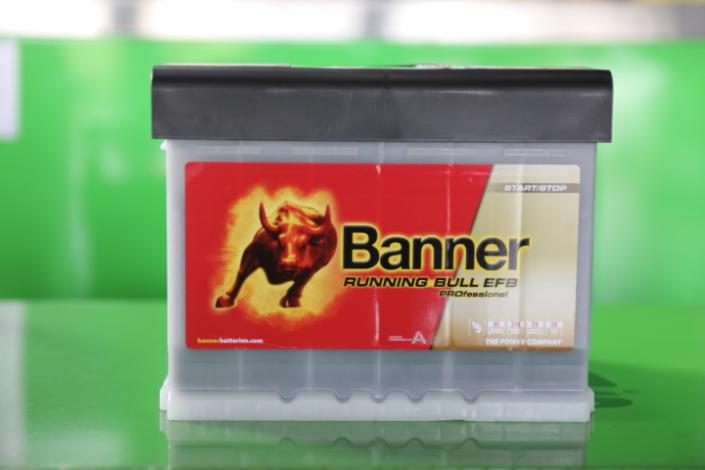 START/STOP
Banner
RUNNING BULL EFB
PROfessional
bannerbatterien.com
THE POWER COMPANY